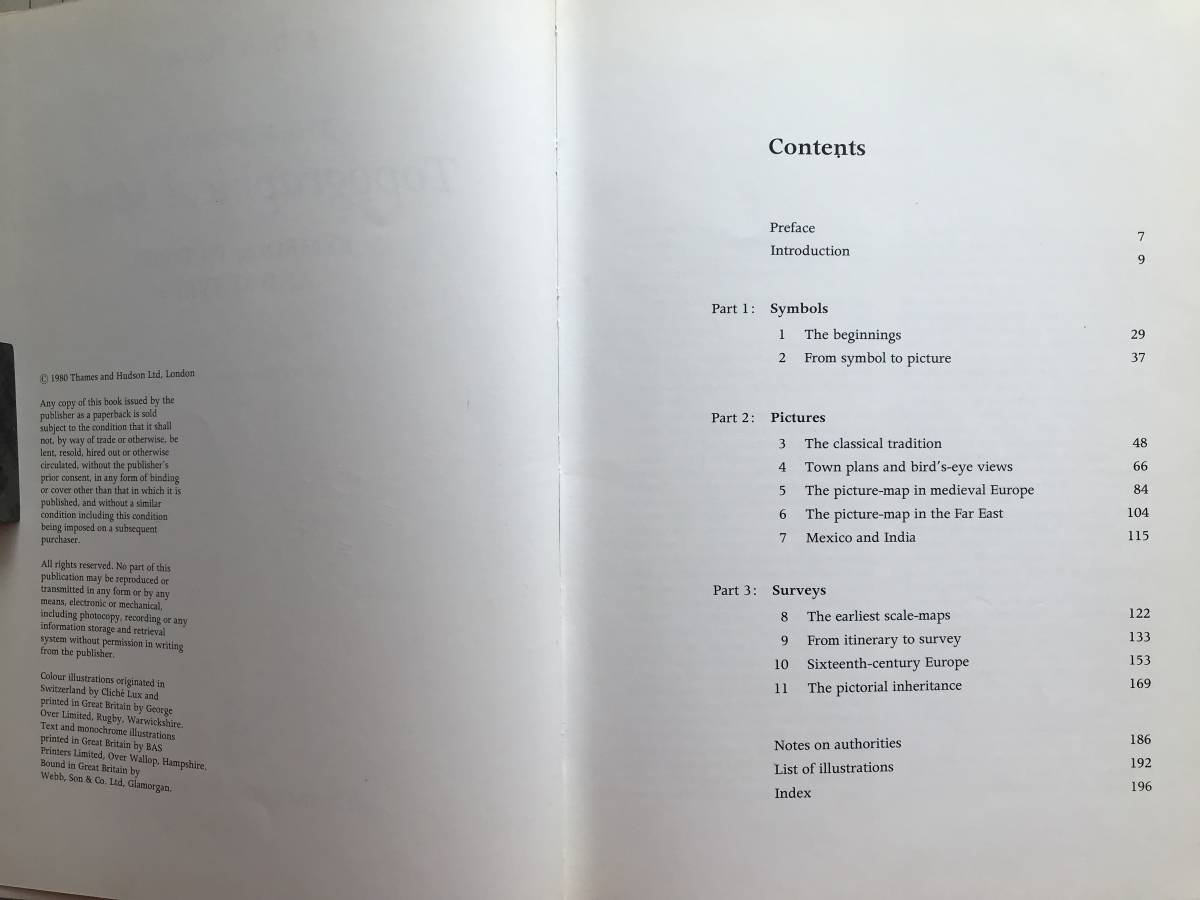 © 1980 Thames and Hudson Ltd, London
Any copy of this book issued by the
publisher as a paperback is sold
subject to the condition that it shall
not, by way of trade or otherwise, be
lent, resold, hired out or otherwise
circulated, without the publisher's
prior consent, in any form of binding
or cover other than that in which it is
published, and without a similar
condition including this condition
being imposed on a subsequent
purchaser.
All rights reserved. No part of this
publication may be reproduced or
transmitted in any form or by any
means, electronic or mechanical,
including photocopy, recording or any
information storage and retrieval
system without permission in writing
from the publisher.
Colour illustrations originated in
Switzerland by Cliché Lux and
printed in Great Britain by George
Over Limited, Rugby, Warwickshire.
Text and monochrome illustrations
printed in Great Britain by BAS
Printers Limited, Over Wallop, Hampshire.
Bound in Great Britain by
Webb, Son & Co. Ltd, Glamorgan.
Contents
Preface 7
Introduction 9
Part 1: Symbols
1 The beginnings 29
2 From symbol to picture 37
Part 2: Pictures
3 The classical tradition 48
4 Town plans and bird's-eye views 66
5 The picture-map in medieval Europe 84
6 The picture-map in the Far East 104
7 Mexico and India 115
Part 3: Surveys
8 The earliest scale-maps 122
9 From itinerary to survey 133
10 Sixteenth-century Europe 153
11 The pictorial inheritance 169
Notes on authorities 186
List of illustrations 192
Index 196